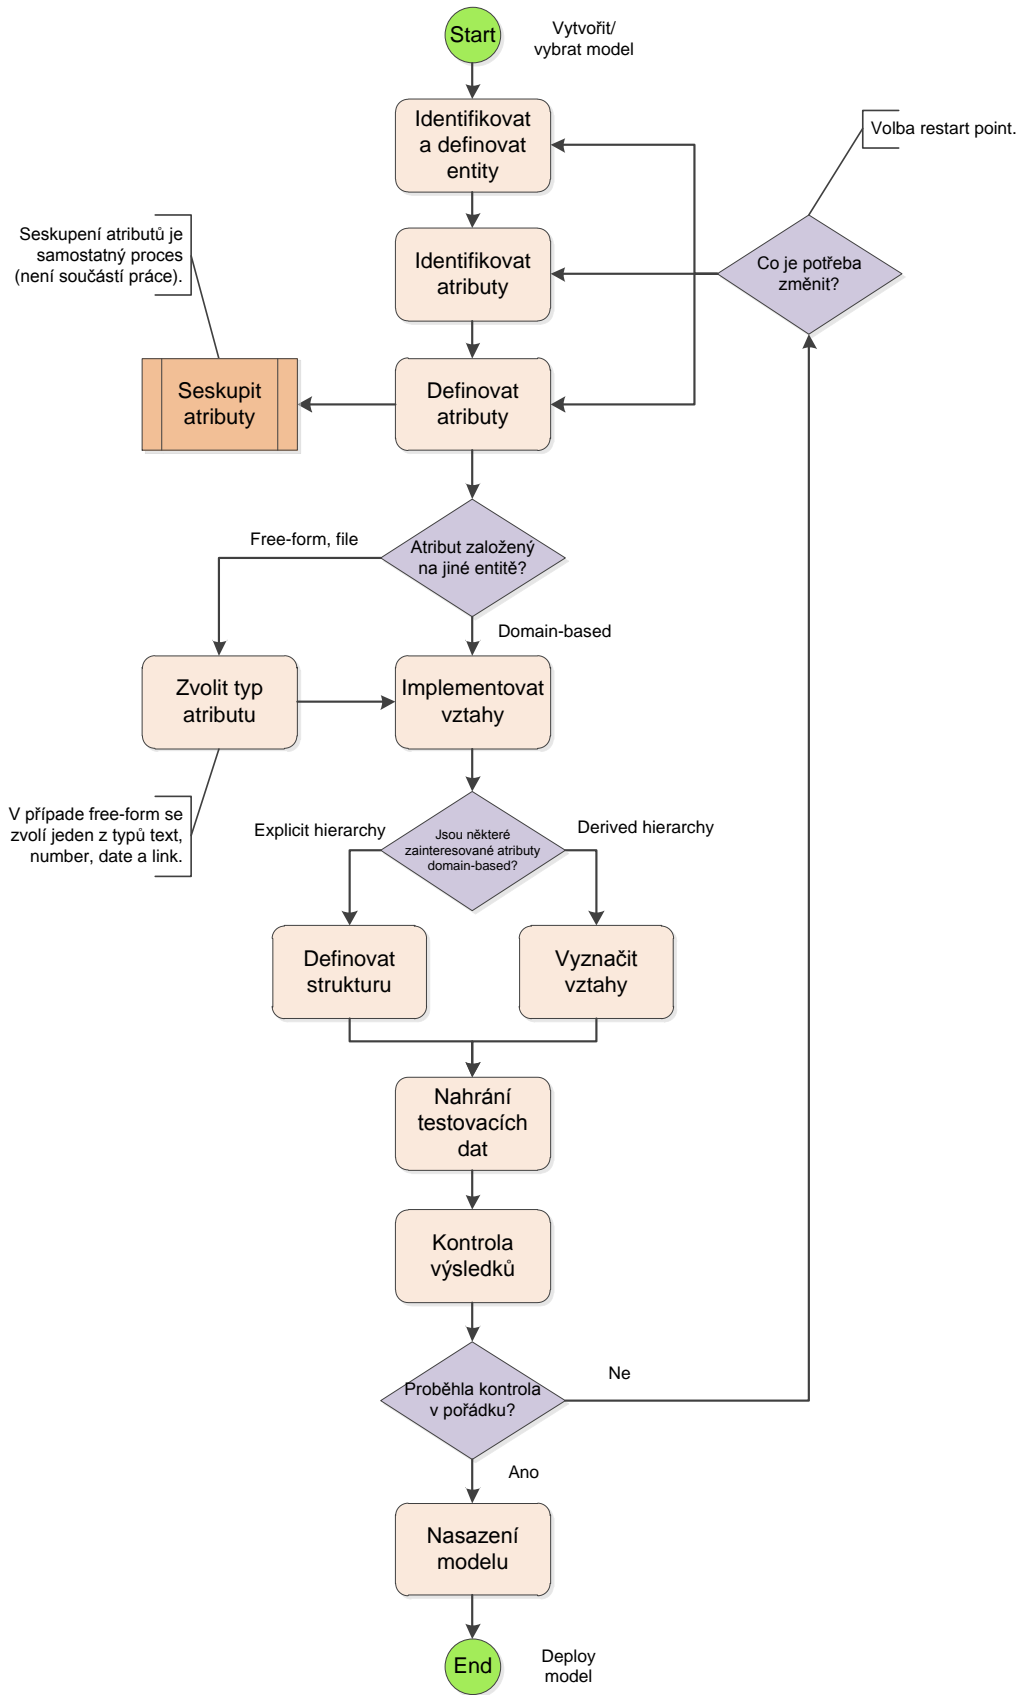 Start
Vytvořit/
vybrat model
Identifikovat
a definovat
entity
Volba restart point.
Seskupení atributů je
samostatný proces
(není součástí práce).
Identifikovat
atributy
Co je potřeba
změnit?
Seskupit
atributy
Definovat
atributy
Free-form, file
Atribut založený
na jiné entitě?
Domain-based
Zvolit typ
atributu
Implementovat
vztahy
V případe free-form se
zvolí jeden z typů text,
number, date a link.
Explicit hierarchy
Jsou některé
zainteresované atributy
domain-based?
Derived hierarchy
Definovat
strukturu
Vyznačit
vztahy
Nahrání
testovacích
dat
Kontrola
výsledků
Proběhla kontrola
v pořádku?
Ne
Ano
Nasazení
modelu
End
Deploy
model